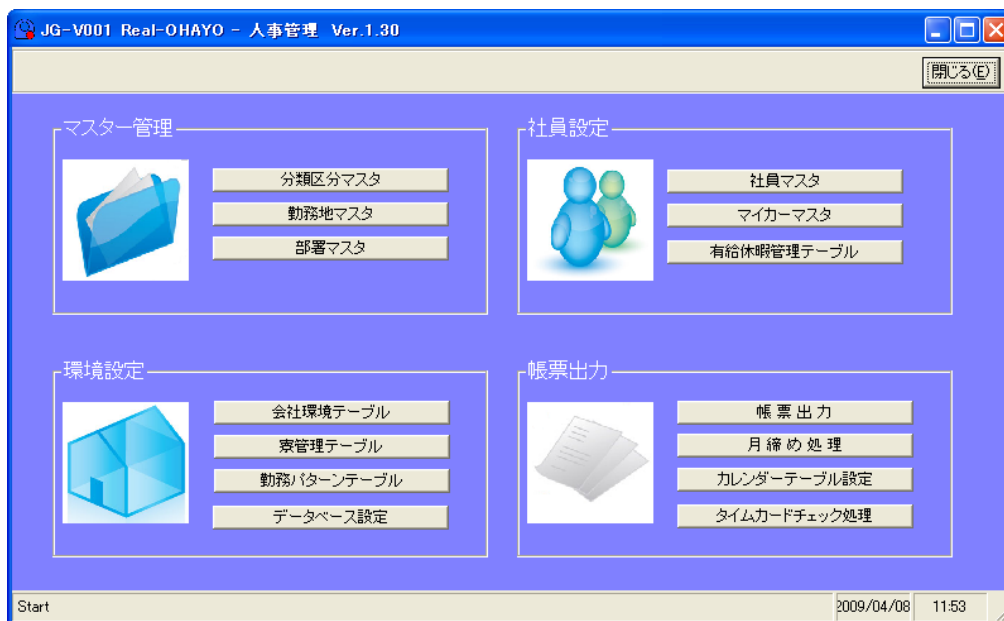 JG-V001 Real-OHAYO - 人事管理 Ver.1.30
閉じる(E)
マスター管理
分類区分マスタ
勤務地マスタ
部署マスタ
社員設定
社員マスタ
マイカーマスタ
有給休暇管理テーブル
環境設定
会社環境テーブル
寮管理テーブル
勤務パターンテーブル
データベース設定
帳票出力
帳 票 出 力
月 締 め 処 理
カレンダーテーブル設定
タイムカードチェック処理
Start
2009/04/08
11:53